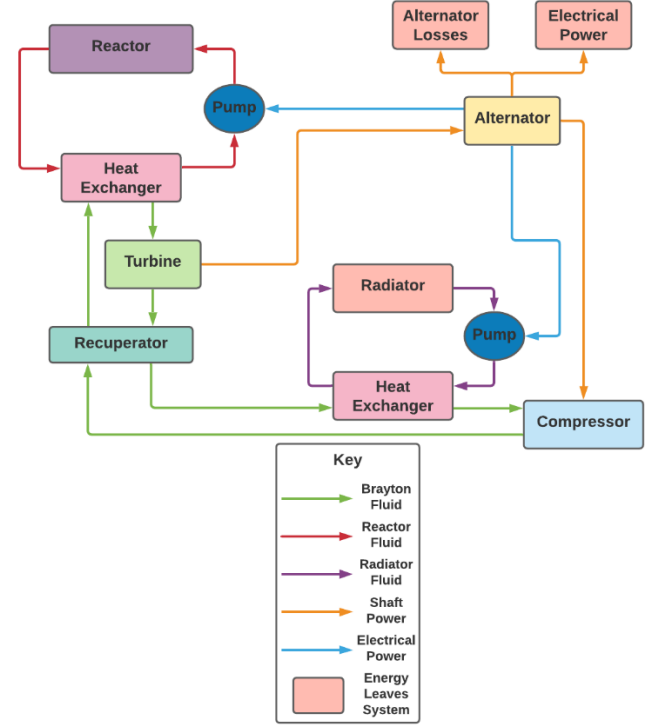 Alternator
Losses
Electrical
Power
Reactor
Pump
Alternator
Heat
Exchanger
Turbine
Radiator
Pump
Recuperator
Heat
Exchanger
Compressor
Key
Brayton
Fluid
Reactor
Fluid
Radiator
Fluid
Shaft
Power
Electrical
Power
Energy
Leaves
System